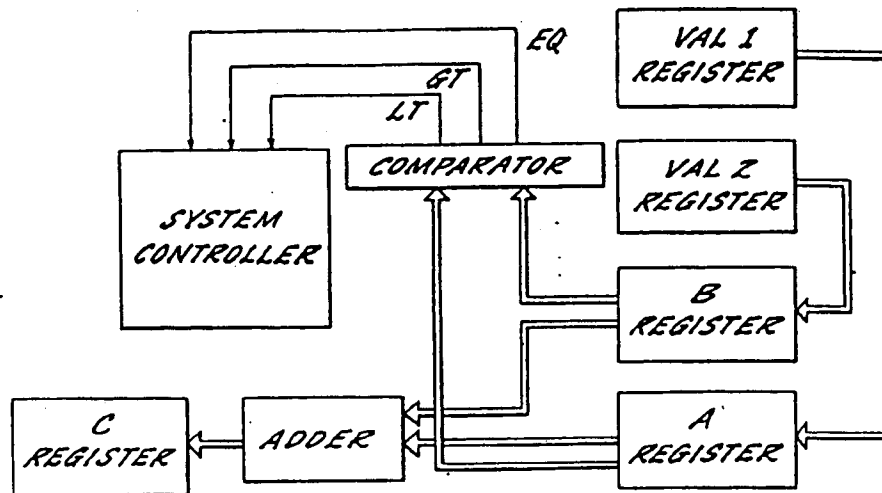 EQ
GT
LT
VAL 1
REGISTER
COMPARATOR
VAL 2
REGISTER
SYSTEM
CONTROLLER
B
REGISTER
C
REGISTER
ADDER
A
REGISTER